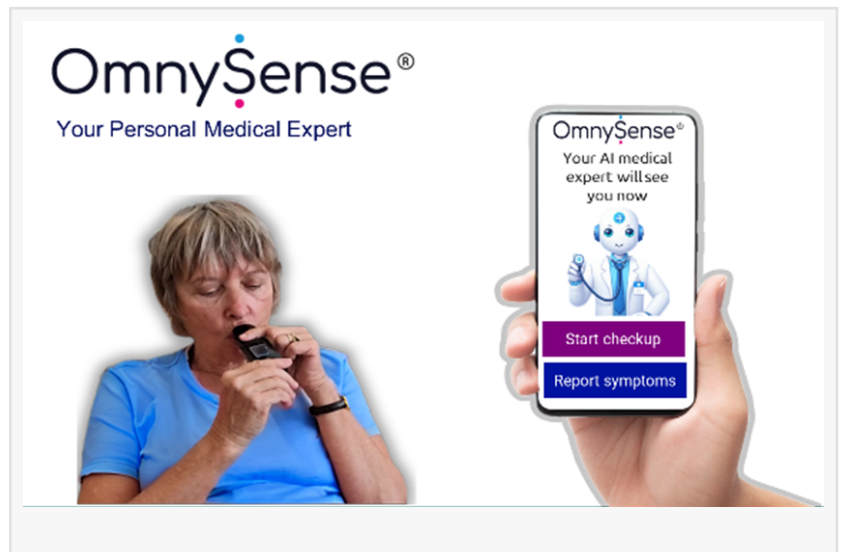 OmnySense®
Your Personal Medical Expert
OmnySense
Your AI medical
expert will see
you now
Start checkup
Report symptoms